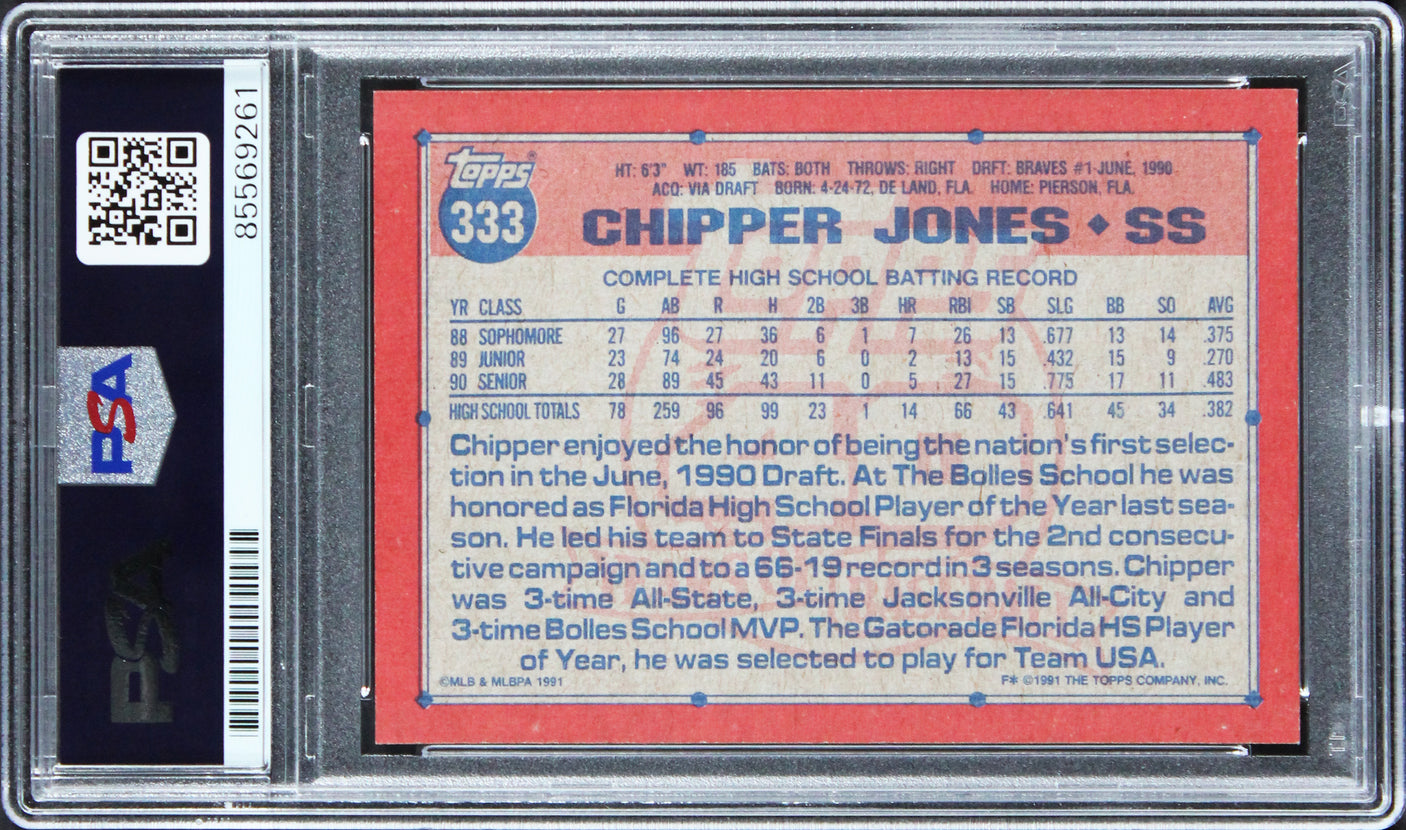 85569261
PSA
PSA
topps
333
HT: 6'3" WT: 185 BATS: BOTH THROWS: RIGHT DRFT: BRAVES #1-JUNE, 1990
ACQ: VIA DRAFT BORN: 4-24-72, DE LAND, FLA. HOME: PIERSON, FLA.
CHIPPER JONES ◆ SS
COMPLETE HIGH SCHOOL BATTING RECORD
YR CLASS G AB R H 2B 3B HR RBI SB SLG BB SO AVG
88 SOPHOMORE 27 96 27 36 6 1 7 26 13 .677 13 14 .375
89 JUNIOR 23 74 24 20 6 0 2 13 15 .432 15 9 .270
90 SENIOR 28 89 45 43 11 0 5 27 15 .775 17 11 .483
HIGH SCHOOL TOTALS 78 259 96 99 23 1 14 66 43 .641 45 34 .382
Chipper enjoyed the honor of being the nation's first selec-
tion in the June, 1990 Draft. At The Bolles School he was
honored as Florida High School Player of the Year last sea-
son. He led his team to State Finals for the 2nd consecu-
tive campaign and to a 66-19 record in 3 seasons. Chipper
was 3-time All-State, 3-time Jacksonville All-City and
3-time Bolles School MVP. The Gatorade Florida HS Player
of Year, he was selected to play for Team USA.
©MLB & MLBPA 1991 F* ©1991 THE TOPPS COMPANY, INC.
PSA